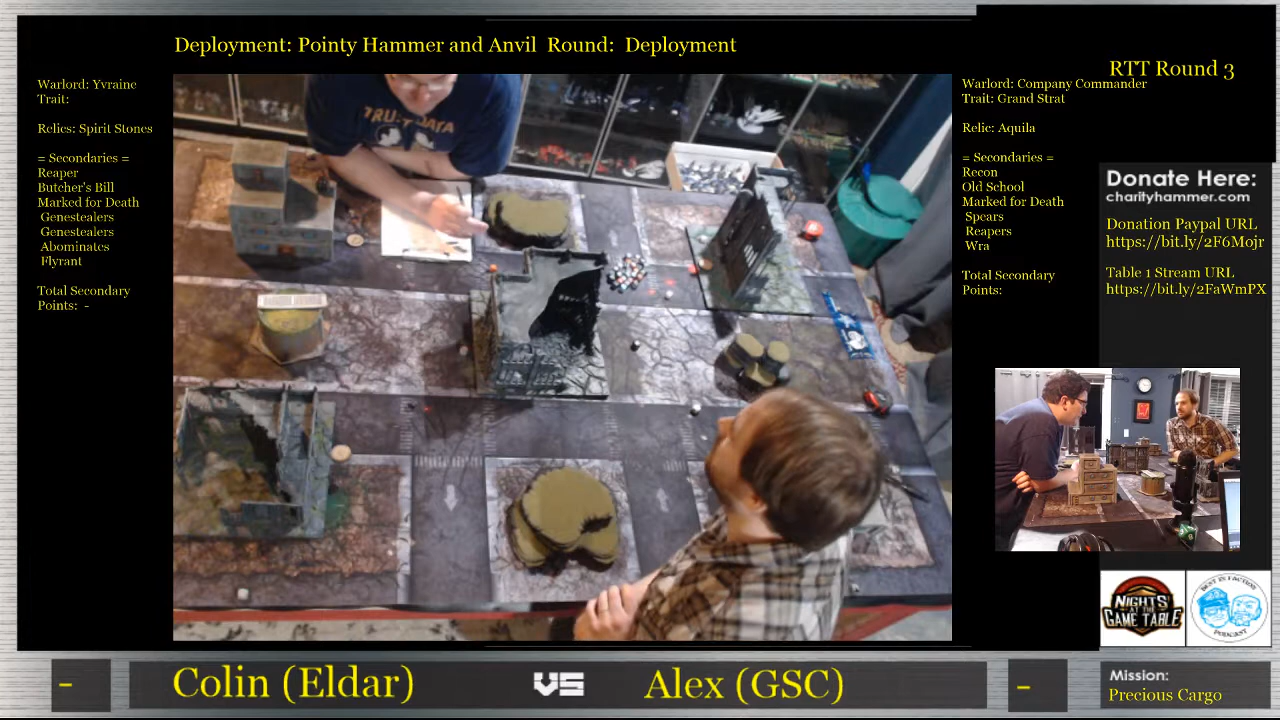 Deployment: Pointy Hammer and Anvil Round: Deployment
RTT Round 3
Warlord: Yvraine
Trait:
Relics: Spirit Stones
= Secondaries =
Reaper
Butcher's Bill
Marked for Death
Genestealers
Genestealers
Abominates
Flyrant
Total Secondary
Points: -
TRU-T DATA
Warlord: Company Commander
Trait: Grand Strat
Relic: Aquila
= Secondaries =
Recon
Old School
Marked for Death
Spears
Reapers
Wra
Total Secondary
Points:
Donate Here:
charityhammer.com
Donation Paypal URL
https://bit.ly/2F6Mojr
Table 1 Stream URL
https://bit.ly/2FaWmPX
NIGHTS
AT THE
GAME TABLE
BEST IN FACTION
PODCAST
-
Colin (Eldar)
VS
Alex (GSC)
-
Mission:
Precious Cargo